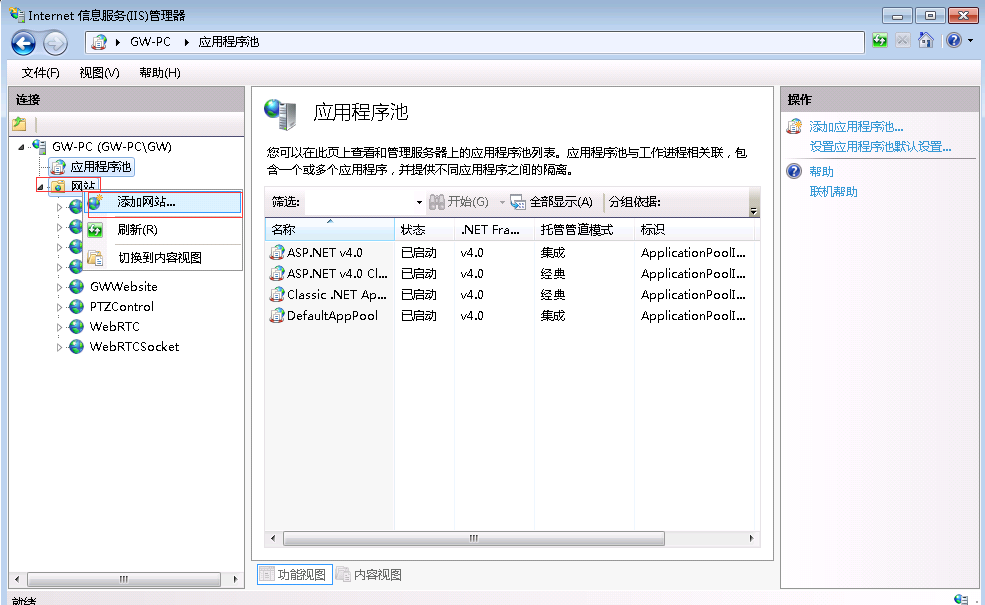 Internet 信息服务(IIS)管理器
GW-PC
应用程序池
文件(F) 视图(V) 帮助(H)
连接
GW-PC (GW-PC\GW)
应用程序池
网站
添加网站...
刷新(R)
切换到内容视图
GWWebsite
PTZControl
WebRTC
WebRTCSocket
应用程序池
您可以在此页上查看和管理服务器上的应用程序池列表。应用程序池与工作进程相关联，包
含一个或多个应用程序，并提供不同应用程序之间的隔离。
筛选: 开始(G) 全部显示(A) 分组依据:
名称 状态 .NET Fra... 托管管道模式 标识
ASP.NET v4.0 已启动 v4.0 集成 ApplicationPoolI...
ASP.NET v4.0 Cl... 已启动 v4.0 经典 ApplicationPoolI...
Classic .NET Ap... 已启动 v4.0 经典 ApplicationPoolI...
DefaultAppPool 已启动 v4.0 集成 ApplicationPoolI...
功能视图 内容视图
操作
添加应用程序池...
设置应用程序池默认设置...
帮助
联机帮助
就绪